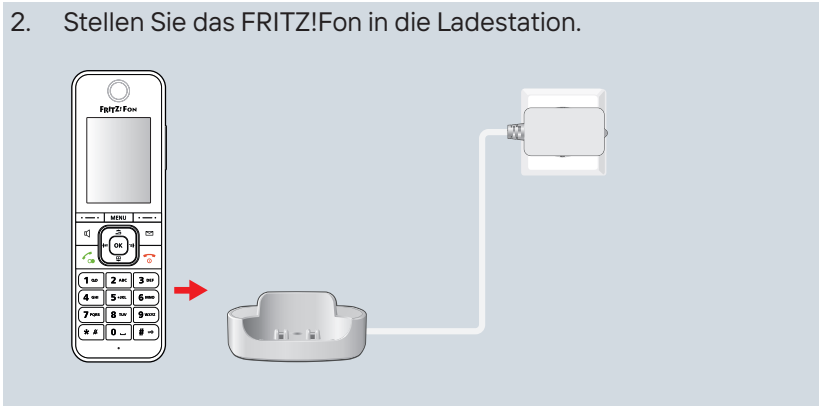 2. Stellen Sie das FRITZ!Fon in die Ladestation.
FRITZ!Fon
MENU
OK
1 2 ABC 3 DEF
4 GHI 5 JKL 6 MNO
7 PQRS 8 TUV 9 WXYZ
* 0 #